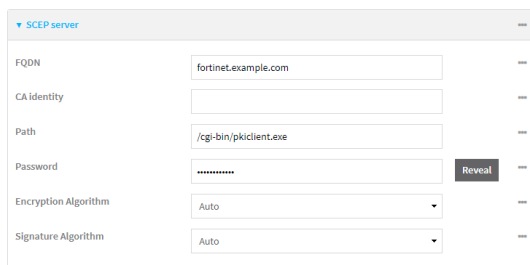 SCEP server
FQDN
fortinet.example.com
CA identity
Path
/cgi-bin/pkiclient.exe
Password
••••••••••••
Reveal
Encryption Algorithm
Auto
Signature Algorithm
Auto